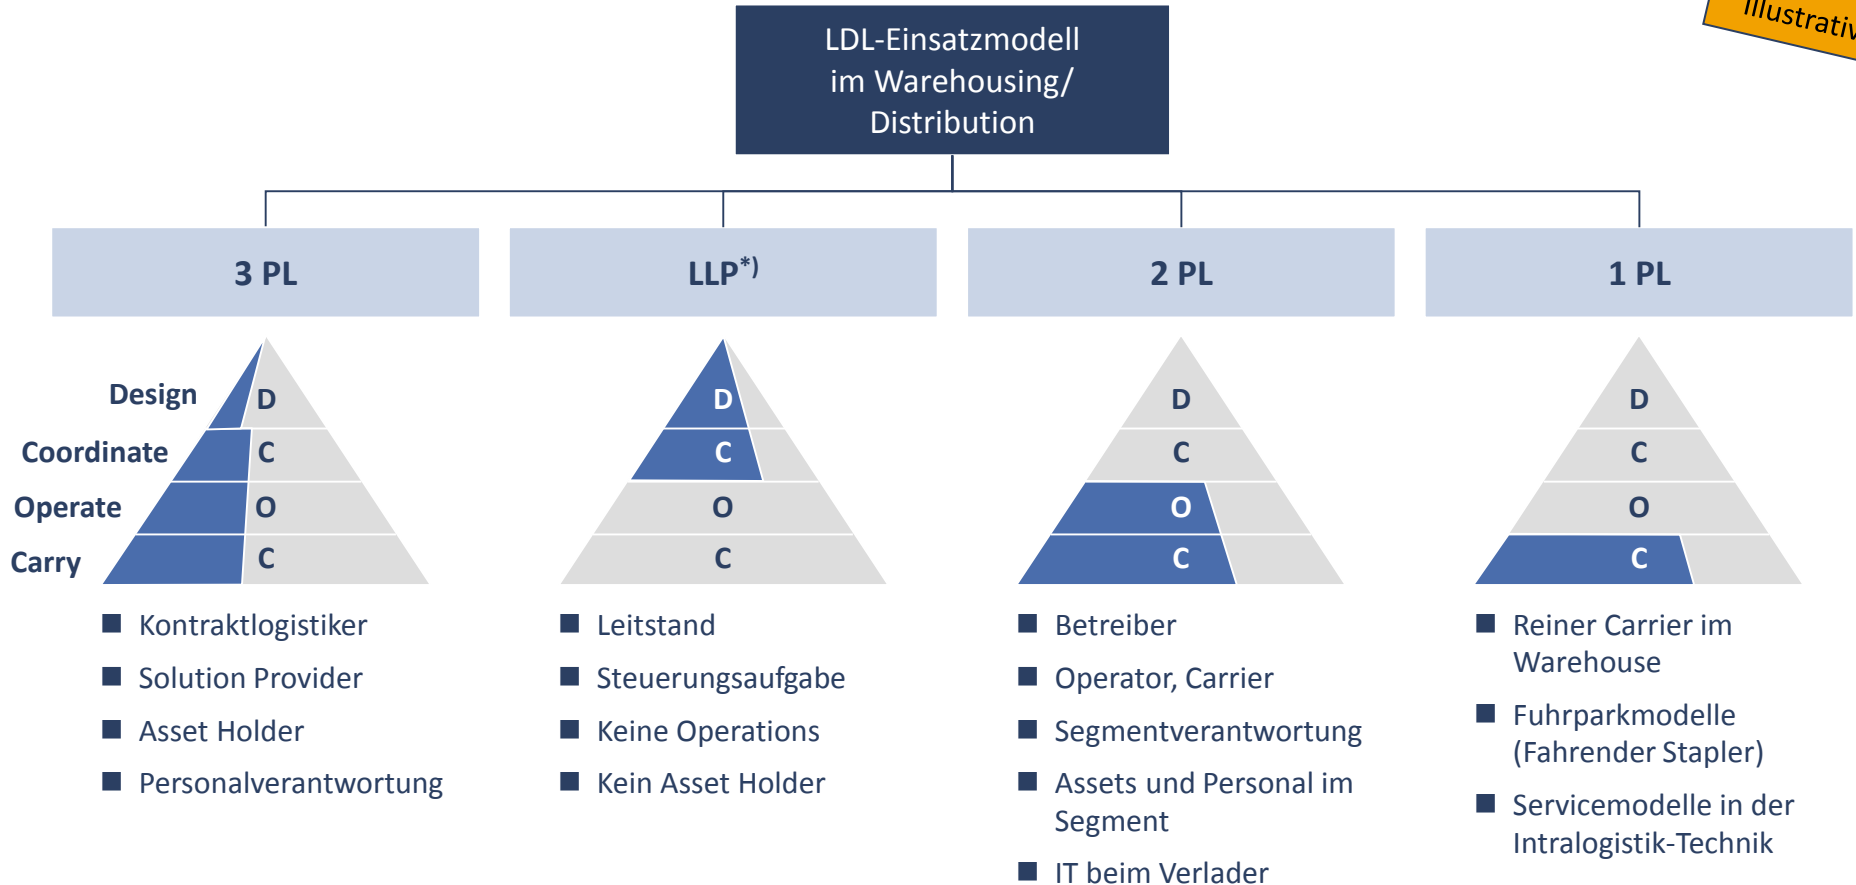 Illustrativ
LDL-Einsatzmodell
im Warehousing/
Distribution
3 PL
LLP*)
2 PL
1 PL
Design
Coordinate
Operate
Carry
D
C
O
C
D
C
O
C
D
C
O
C
D
C
O
C
■ Kontraktlogistiker
■ Solution Provider
■ Asset Holder
■ Personalverantwortung
■ Leitstand
■ Steuerungsaufgabe
■ Keine Operations
■ Kein Asset Holder
■ Betreiber
■ Operator, Carrier
■ Segmentverantwortung
■ Assets und Personal im
Segment
■ IT beim Verlader
■ Reiner Carrier im
Warehouse
■ Fuhrparkmodelle
(Fahrender Stapler)
■ Servicemodelle in der
Intralogistik-Technik